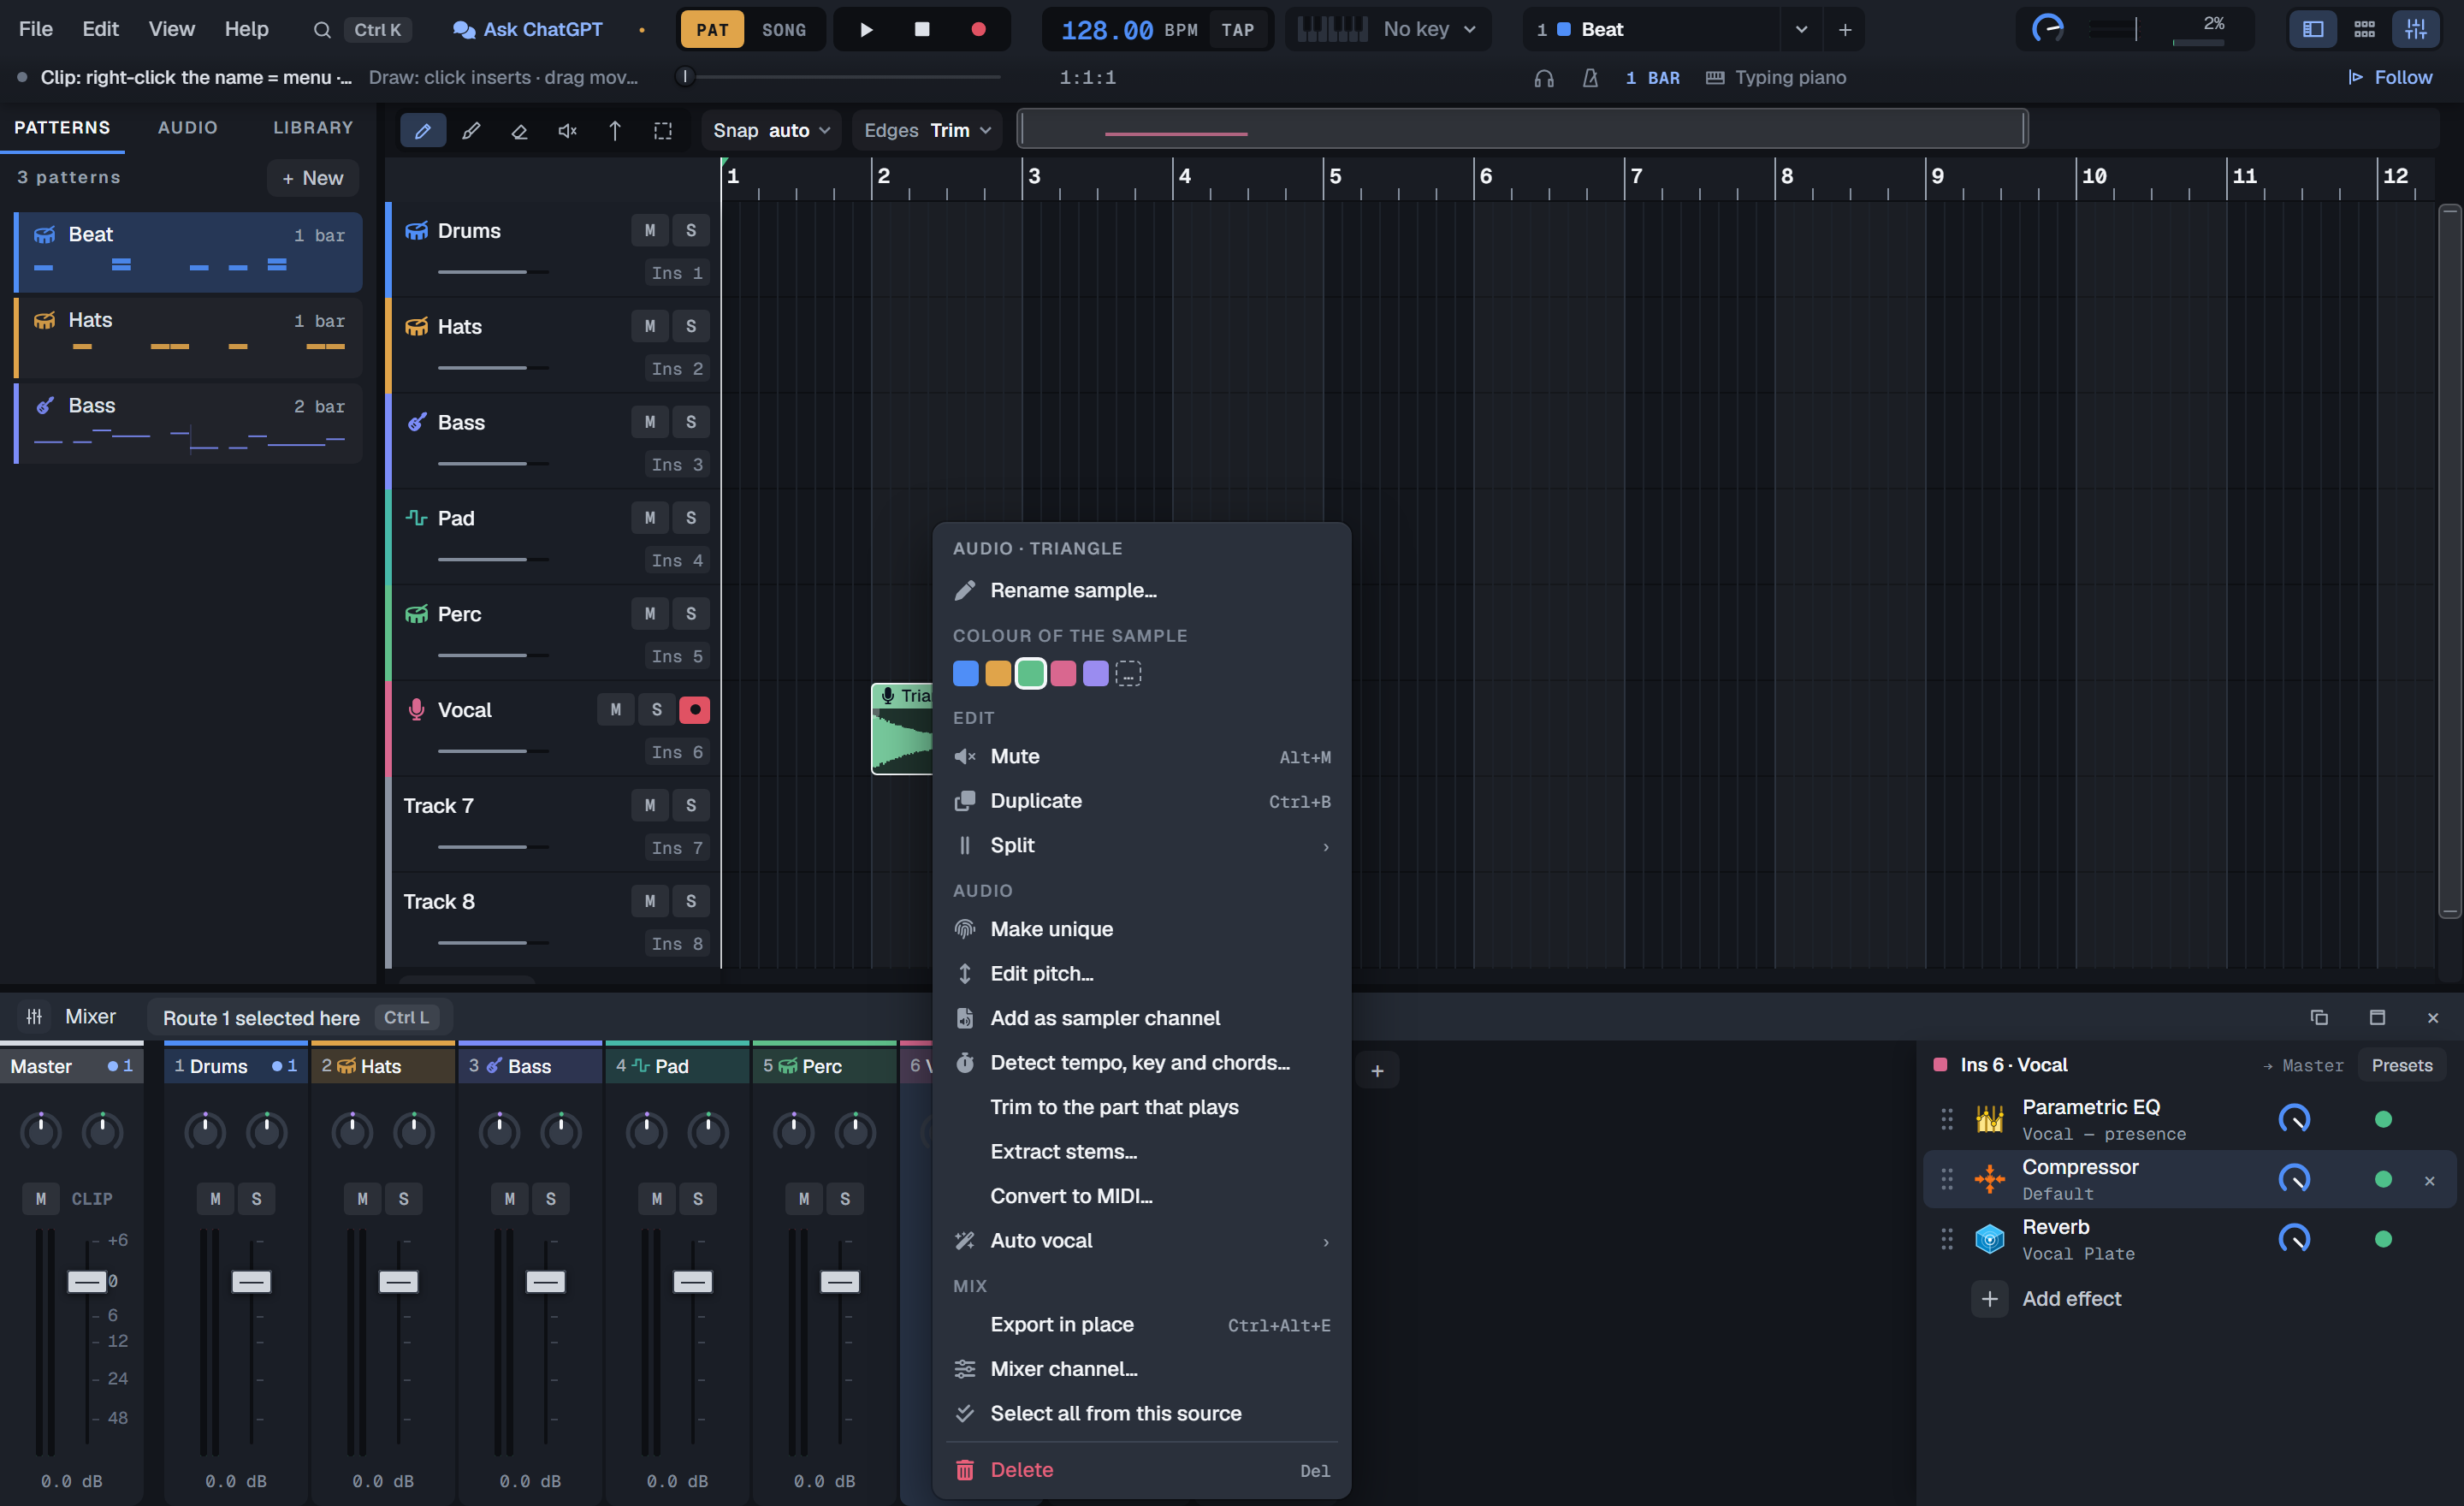 File Edit View Help Ctrl K Ask ChatGPT PAT SONG 128.00 BPM TAP No key 1 Beat 2%
Clip: right-click the name = menu ·... Draw: click inserts · drag mov... 1:1:1 1 BAR Typing piano Follow
PATTERNS AUDIO LIBRARY
Snap auto Edges Trim
3 patterns + New
1 2 3 4 5 6 7 8 9 10 11 12
Beat 1 bar
Hats 1 bar
Bass 2 bar
Drums M S
Ins 1
Hats M S
Ins 2
Bass M S
Ins 3
Pad M S
Ins 4
Perc M S
Ins 5
Vocal M S
Ins 6
Track 7 M S
Ins 7
Track 8 M S
Ins 8
AUDIO · TRIANGLE
Rename sample...
COLOUR OF THE SAMPLE
...
EDIT
Mute Alt+M
Duplicate Ctrl+B
Split
AUDIO
Make unique
Edit pitch...
Add as sampler channel
Detect tempo, key and chords...
Trim to the part that plays
Extract stems...
Convert to MIDI...
Auto vocal
MIX
Export in place Ctrl+Alt+E
Mixer channel...
Select all from this source
Delete Del
Mixer Route 1 selected here Ctrl L
Master 1 1 Drums 1 2 Hats 3 Bass 4 Pad 5 Perc 6
M CLIP M S M S M S M S M S
+6
0
6
12
24
48
0.0 dB 0.0 dB 0.0 dB 0.0 dB 0.0 dB 0.0 dB
Ins 6 · Vocal → Master Presets
Parametric EQ
Vocal – presence
Compressor
Default
Reverb
Vocal Plate
+ Add effect